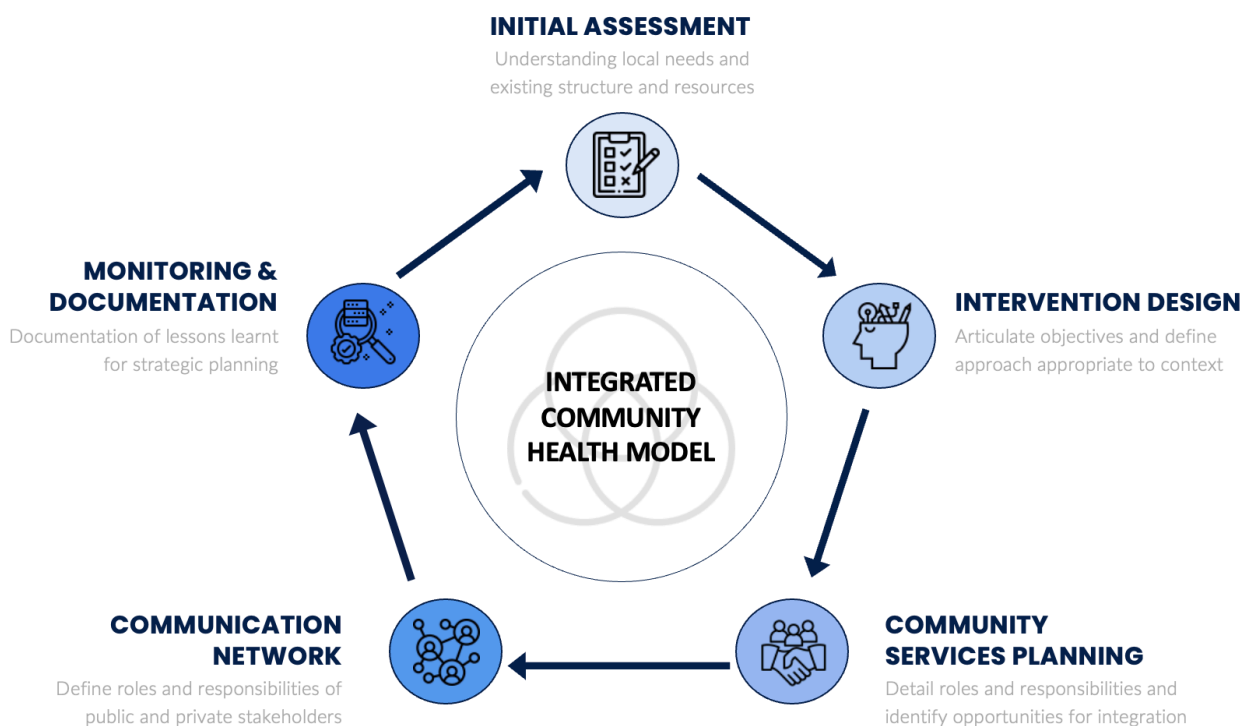 INITIAL ASSESSMENT
Understanding local needs and
existing structure and resources
MONITORING &
DOCUMENTATION
Documentation of lessons learnt
for strategic planning
INTERVENTION DESIGN
Articulate objectives and define
approach appropriate to context
INTEGRATED
COMMUNITY
HEALTH MODEL
COMMUNICATION
NETWORK
Define roles and responsibilities of
public and private stakeholders
COMMUNITY
SERVICES PLANNING
Detail roles and responsibilities and
identify opportunities for integration